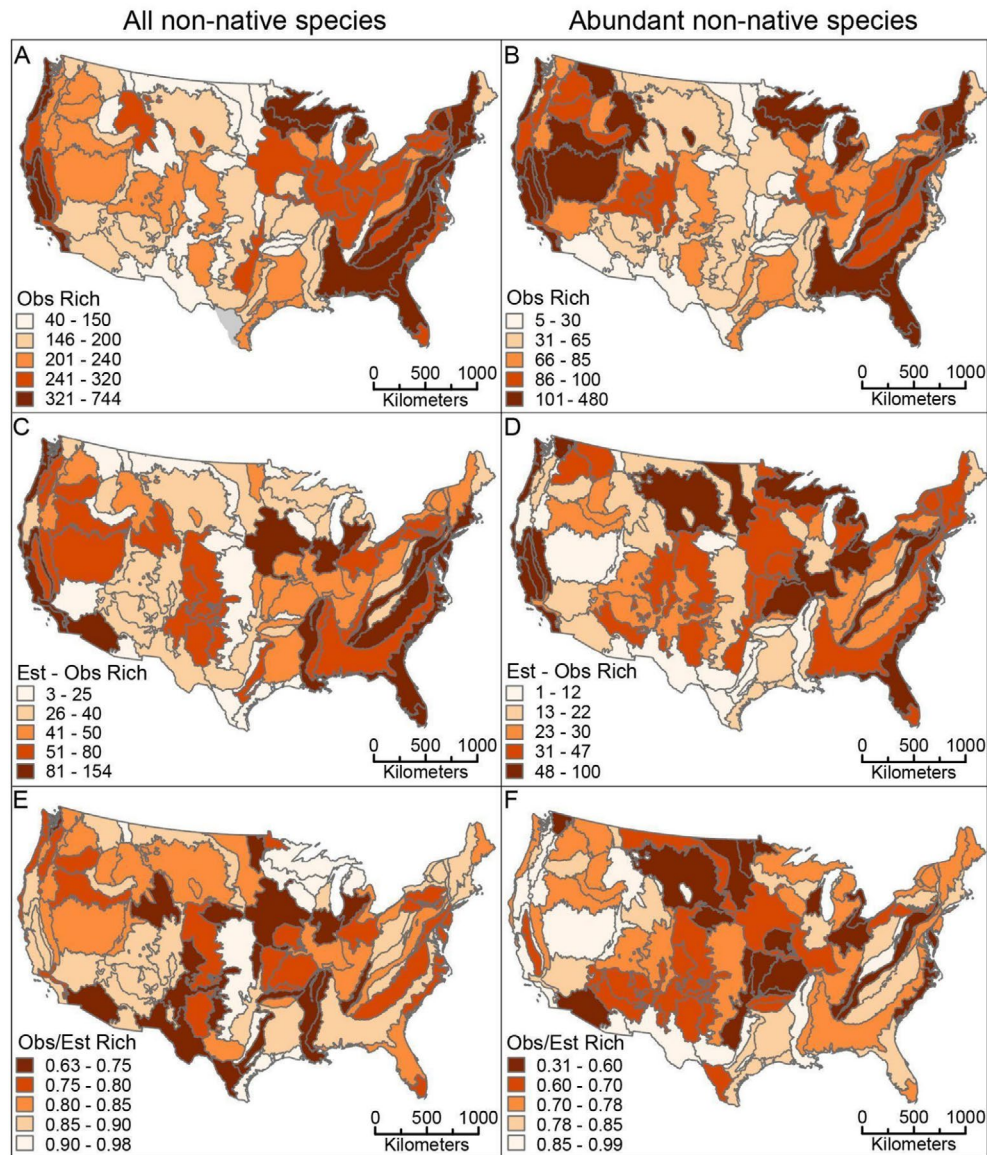 All non-native species
Abundant non-native species
A
Obs Rich
40 - 150
146 - 200
201 - 240
241 - 320
321 - 744
0 500 1000
Kilometers
B
Obs Rich
5 - 30
31 - 65
66 - 85
86 - 100
101 - 480
0 500 1000
Kilometers
C
Est - Obs Rich
3 - 25
26 - 40
41 - 50
51 - 80
81 - 154
0 500 1000
Kilometers
D
Est - Obs Rich
1 - 12
13 - 22
23 - 30
31 - 47
48 - 100
0 500 1000
Kilometers
E
Obs/Est Rich
0.63 - 0.75
0.75 - 0.80
0.80 - 0.85
0.85 - 0.90
0.90 - 0.98
0 500 1000
Kilometers
F
Obs/Est Rich
0.31 - 0.60
0.60 - 0.70
0.70 - 0.78
0.78 - 0.85
0.85 - 0.99
0 500 1000
Kilometers